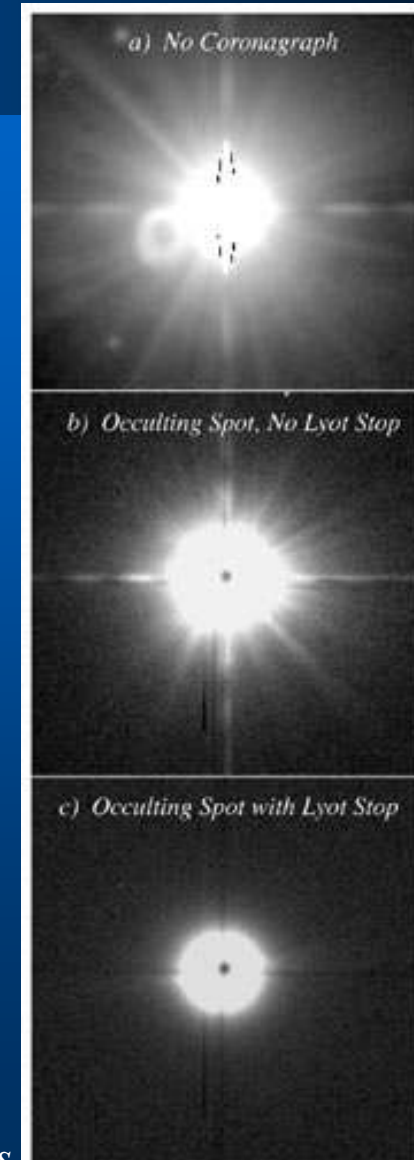 a) No Coronagraph
b) Occulting Spot, No Lyot Stop
c) Occulting Spot with Lyot Stop